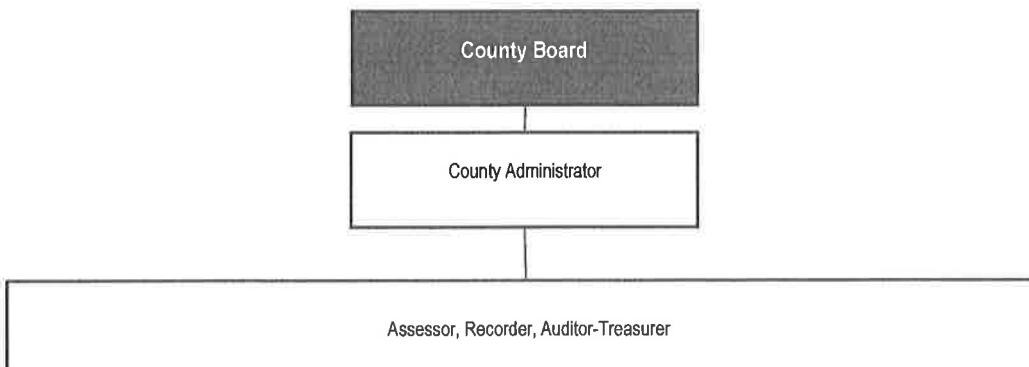 County Board
County Administrator
Assessor, Recorder, Auditor-Treasurer